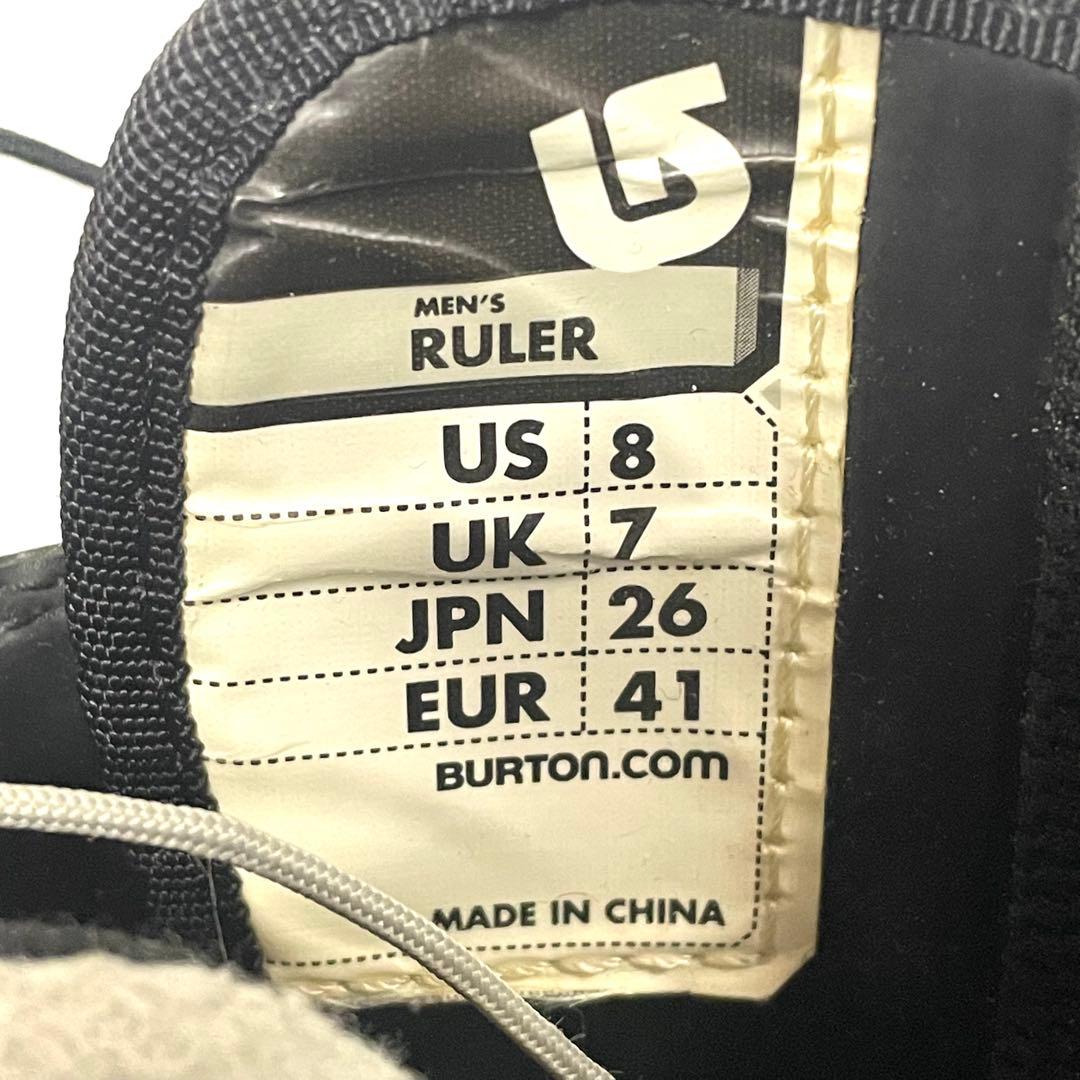 MEN'S
RULER
US 8
UK 7
JPN 26
EUR 41
BURTON.COM
MADE IN CHINA